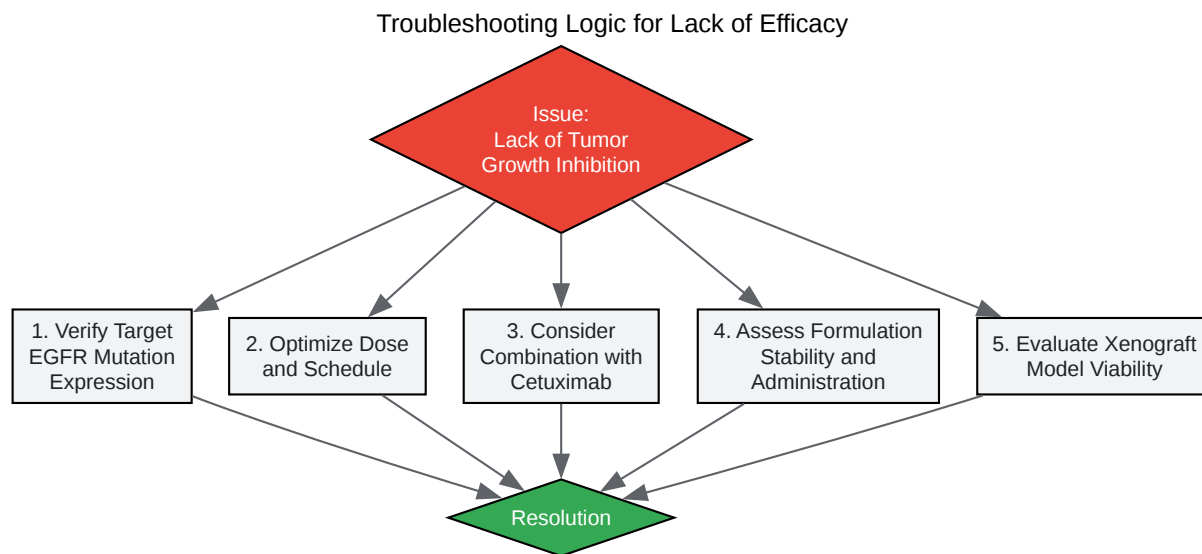 Troubleshooting Logic for Lack of Efficacy
Issue:
Lack of Tumor
Growth Inhibition
1. Verify Target
EGFR Mutation
Expression
2. Optimize Dose
and Schedule
3. Consider
Combination with
Cetuximab
4. Assess Formulation
Stability and
Administration
5. Evaluate Xenograft
Model Viability
Resolution